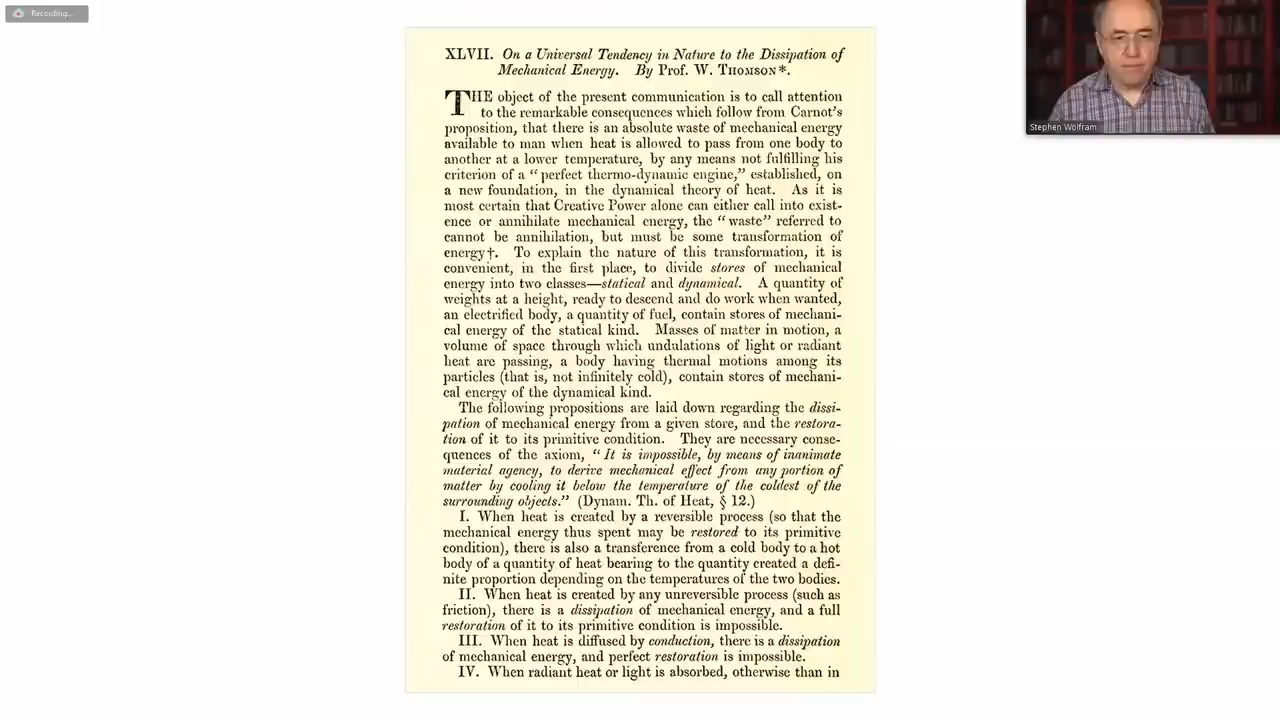 Recording...
XLVII. On a Universal Tendency in Nature to the Dissipation of
Mechanical Energy. By Prof. W. THOMSON*.
THE object of the present communication is to call attention
to the remarkable consequences which follow from Carnot's
proposition, that there is an absolute waste of mechanical energy
available to man when heat is allowed to pass from one body to
another at a lower temperature, by any means not fulfilling his
criterion of a "perfect thermo-dynamic engine," established, on
a new foundation, in the dynamical theory of heat. As it is
most certain that Creative Power alone can either call into exist-
ence or annihilate mechanical energy, the "waste" referred to
cannot be annihilation, but must be some transformation of
energy†. To explain the nature of this transformation, it is
convenient, in the first place, to divide stores of mechanical
energy into two classes—statical and dynamical. A quantity of
weights at a height, ready to descend and do work when wanted,
an electrified body, a quantity of fuel, contain stores of mechani-
cal energy of the statical kind. Masses of matter in motion, a
volume of space through which undulations of light or radiant
heat are passing, a body having thermal motions among its
particles (that is, not infinitely cold), contain stores of mechani-
cal energy of the dynamical kind.
The following propositions are laid down regarding the dissi-
pation of mechanical energy from a given store, and the restora-
tion of it to its primitive condition. They are necessary conse-
quences of the axiom, "It is impossible, by means of inanimate
material agency, to derive mechanical effect from any portion of
matter by cooling it below the temperature of the coldest of the
surrounding objects." (Dynam. Th. of Heat, § 12.)
I. When heat is created by a reversible process (so that the
mechanical energy thus spent may be restored to its primitive
condition), there is also a transference from a cold body to a hot
body of a quantity of heat bearing to the quantity created a defi-
nite proportion depending on the temperatures of the two bodies.
II. When heat is created by any unreversible process (such as
friction), there is a dissipation of mechanical energy, and a full
restoration of it to its primitive condition is impossible.
III. When heat is diffused by conduction, there is a dissipation
of mechanical energy, and perfect restoration is impossible.
IV. When radiant heat or light is absorbed, otherwise than in
Stephen Wolfram